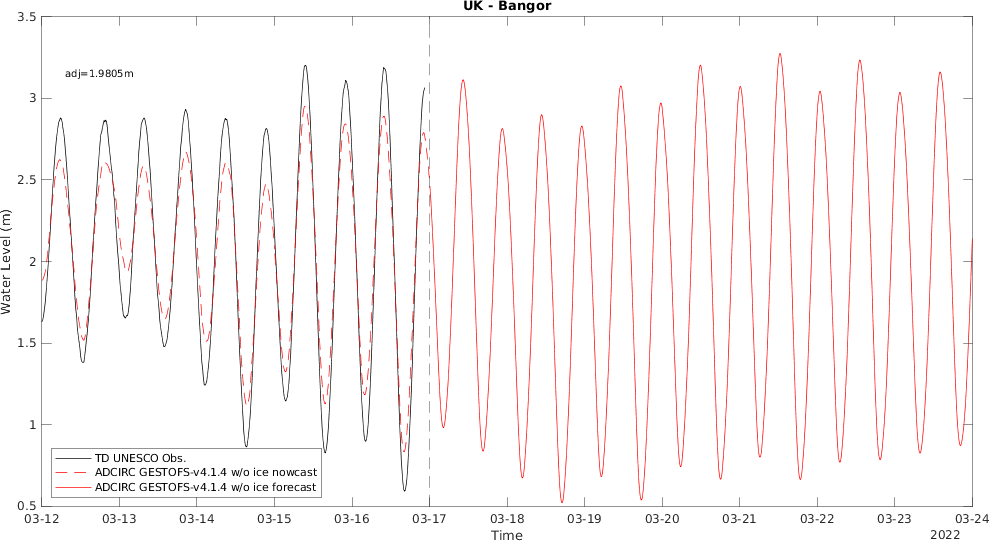 UK - Bangor
3.5
3
2.5
2
1.5
1
0.5
Water Level (m)
adj=1.9805m
TD UNESCO Obs.
ADCIRC GESTOFS-v4.1.4 w/o ice nowcast
ADCIRC GESTOFS-v4.1.4 w/o ice forecast
03-12 03-13 03-14 03-15 03-16 03-17 03-18 03-19 03-20 03-21 03-22 03-23 03-24
Time
2022